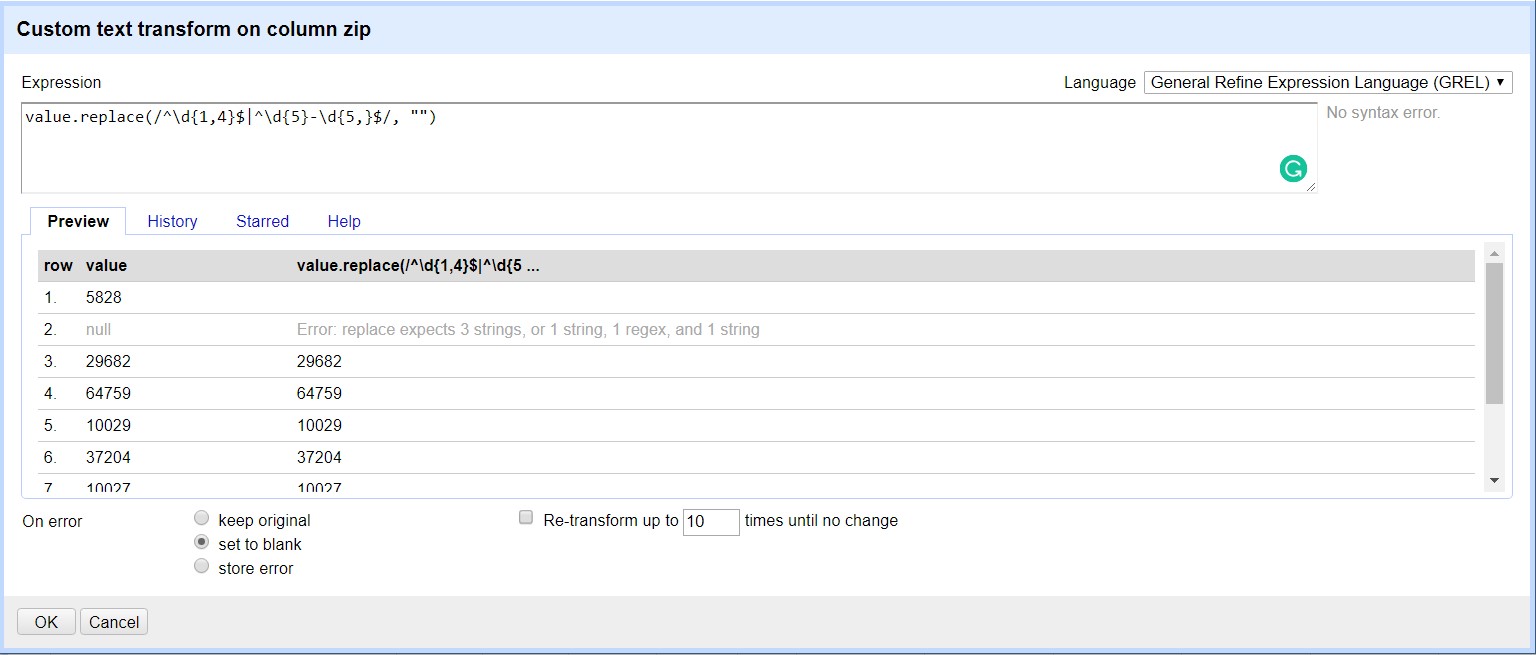 Custom text transform on column zip
Expression
Language General Refine Expression Language (GREL)
value.replace(/^\d{1,4}$|^\d{5}-\d{5,}$/, "")
No syntax error.
Preview History Starred Help
row value value.replace(/^\d{1,4}$|^\d{5 ...
1. 5828
2. null Error: replace expects 3 strings, or 1 string, 1 regex, and 1 string
3. 29682 29682
4. 64759 64759
5. 10029 10029
6. 37204 37204
7. 10027 10027
On error
keep original
Re-transform up to 10 times until no change
set to blank
store error
OK Cancel